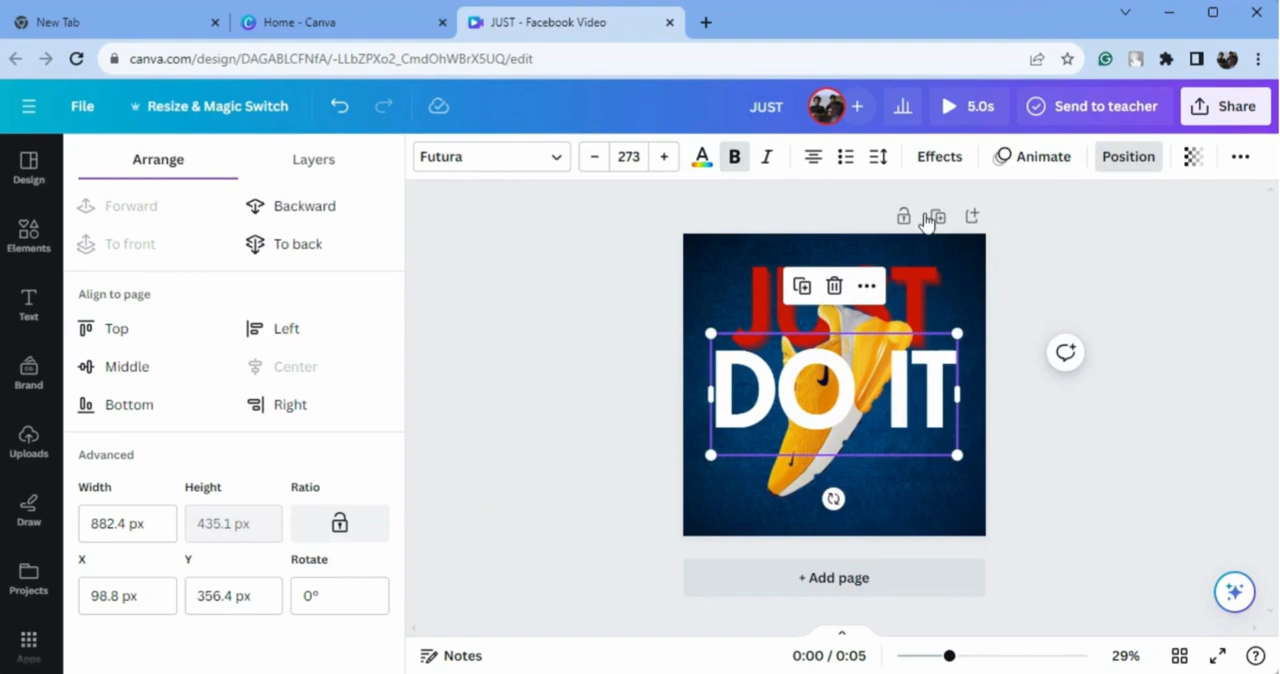 New Tab
Home - Canva
JUST - Facebook Video
canva.com/design/DAGABLCFNfA/-LLbZPXo2_CmdOhWBrX5UQ/edit
File
Resize & Magic Switch
JUST
5.0s
Send to teacher
Share
Design
Elements
Text
Brand
Uploads
Draw
Projects
Apps
Arrange
Layers
Forward
Backward
To front
To back
Align to page
Top
Left
Middle
Center
Bottom
Right
Advanced
Width
Height
Ratio
882.4 px
435.1 px
X
Y
Rotate
98.8 px
356.4 px
0°
Futura
– 273 +
A
B
I
Effects
Animate
Position
JUST
DO IT
+ Add page
Notes
0:00 / 0:05
29%